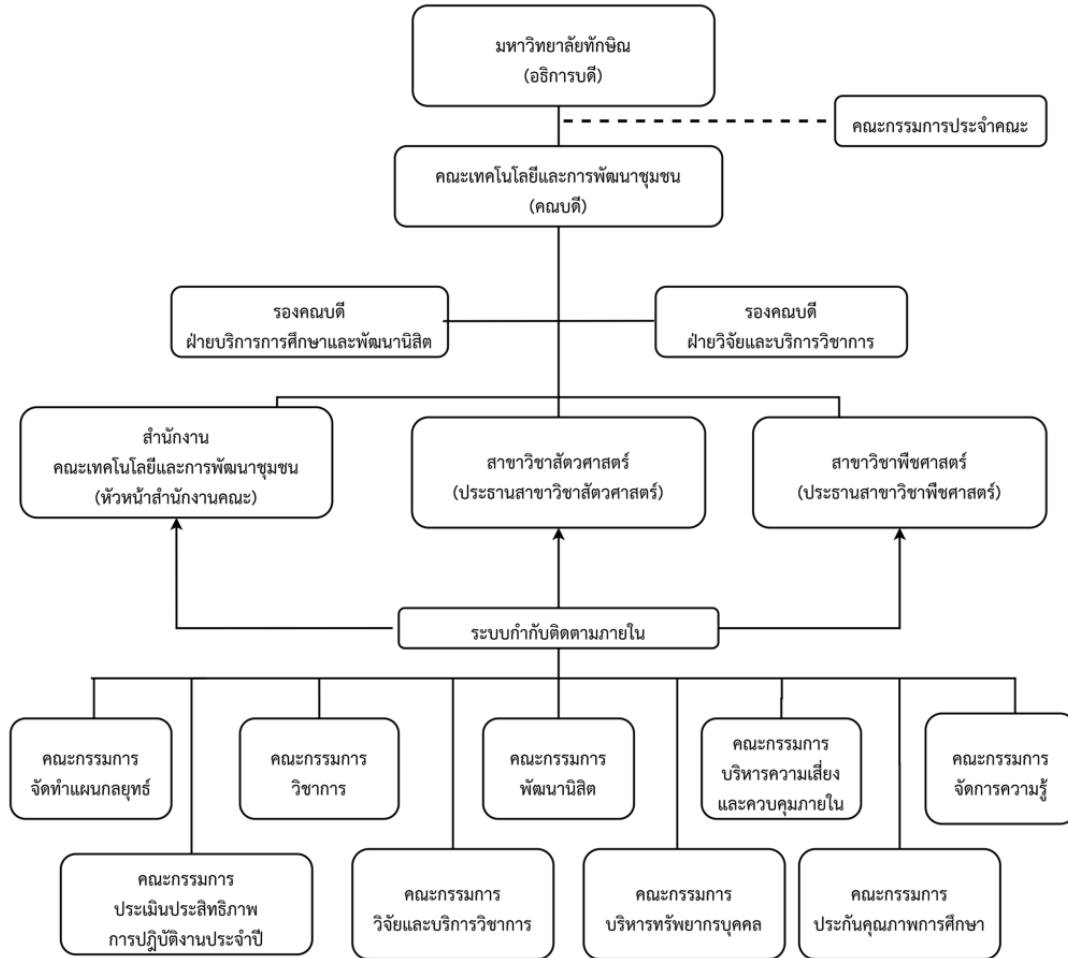 มหาวิทยาลัยทักษิณ
(อธิการบดี)
คณะกรรมการประจำคณะ
คณะเทคโนโลยีและการพัฒนาชุมชน
(คณบดี)
รองคณบดี
ฝ่ายบริการการศึกษาและพัฒนานิสิต
รองคณบดี
ฝ่ายวิจัยและบริการวิชาการ
สำนักงาน
คณะเทคโนโลยีและการพัฒนาชุมชน
(หัวหน้าสำนักงานคณะ)
สาขาวิชาสัตวศาสตร์
(ประธานสาขาวิชาสัตวศาสตร์)
สาขาวิชาพืชศาสตร์
(ประธานสาขาวิชาพืชศาสตร์)
ระบบกำกับติดตามภายใน
คณะกรรมการ
จัดทำแผนกลยุทธ์
คณะกรรมการ
วิชาการ
คณะกรรมการ
พัฒนานิสิต
คณะกรรมการ
บริหารความเสี่ยง
และควบคุมภายใน
คณะกรรมการ
จัดการความรู้
คณะกรรมการ
ประเมินประสิทธิภาพ
การปฎิบัติงานประจำปี
คณะกรรมการ
วิจัยและบริการวิชาการ
คณะกรรมการ
บริหารทรัพยากรบุคคล
คณะกรรมการ
ประกันคุณภาพการศึกษา